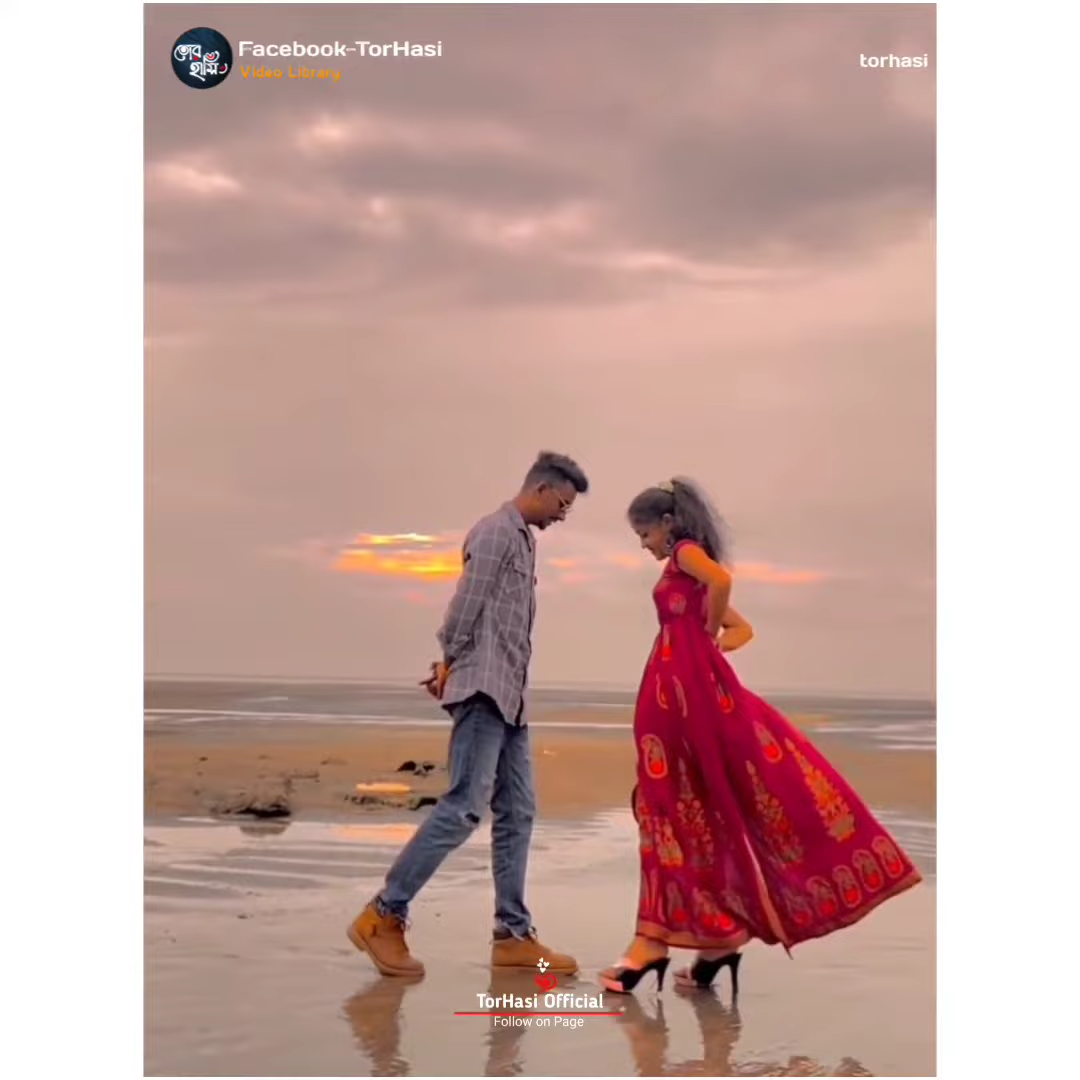 তোর
হাসি
Facebook-TorHasi
Video Library
torhasi
TorHasi Official
Follow on Page